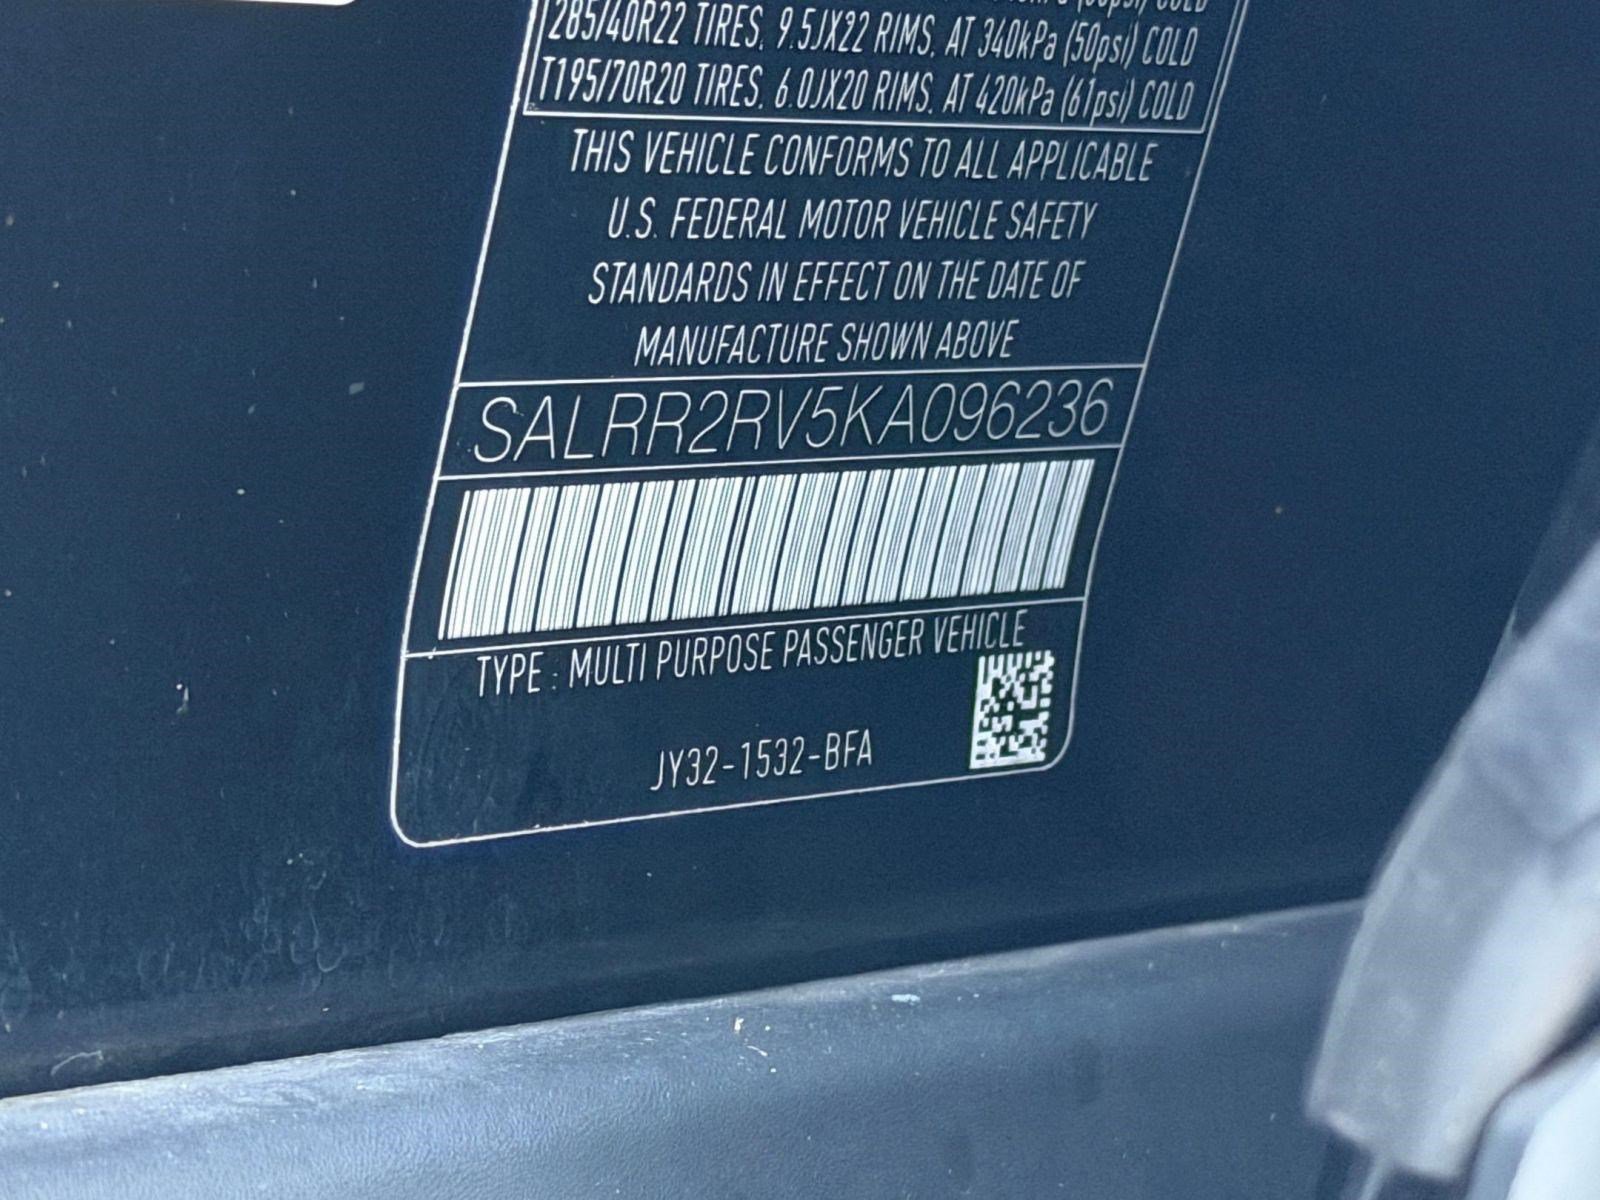 285/40R22 TIRES, 9.5JX22 RIMS, AT 340kPa (50psi) COLD
T195/70R20 TIRES, 6.0JX20 RIMS, AT 420kPa (61psi) COLD
THIS VEHICLE CONFORMS TO ALL APPLICABLE
U.S. FEDERAL MOTOR VEHICLE SAFETY
STANDARDS IN EFFECT ON THE DATE OF
MANUFACTURE SHOWN ABOVE
SALRR2RV5KA096236
TYPE : MULTI PURPOSE PASSENGER VEHICLE
JY32-1532-BFA